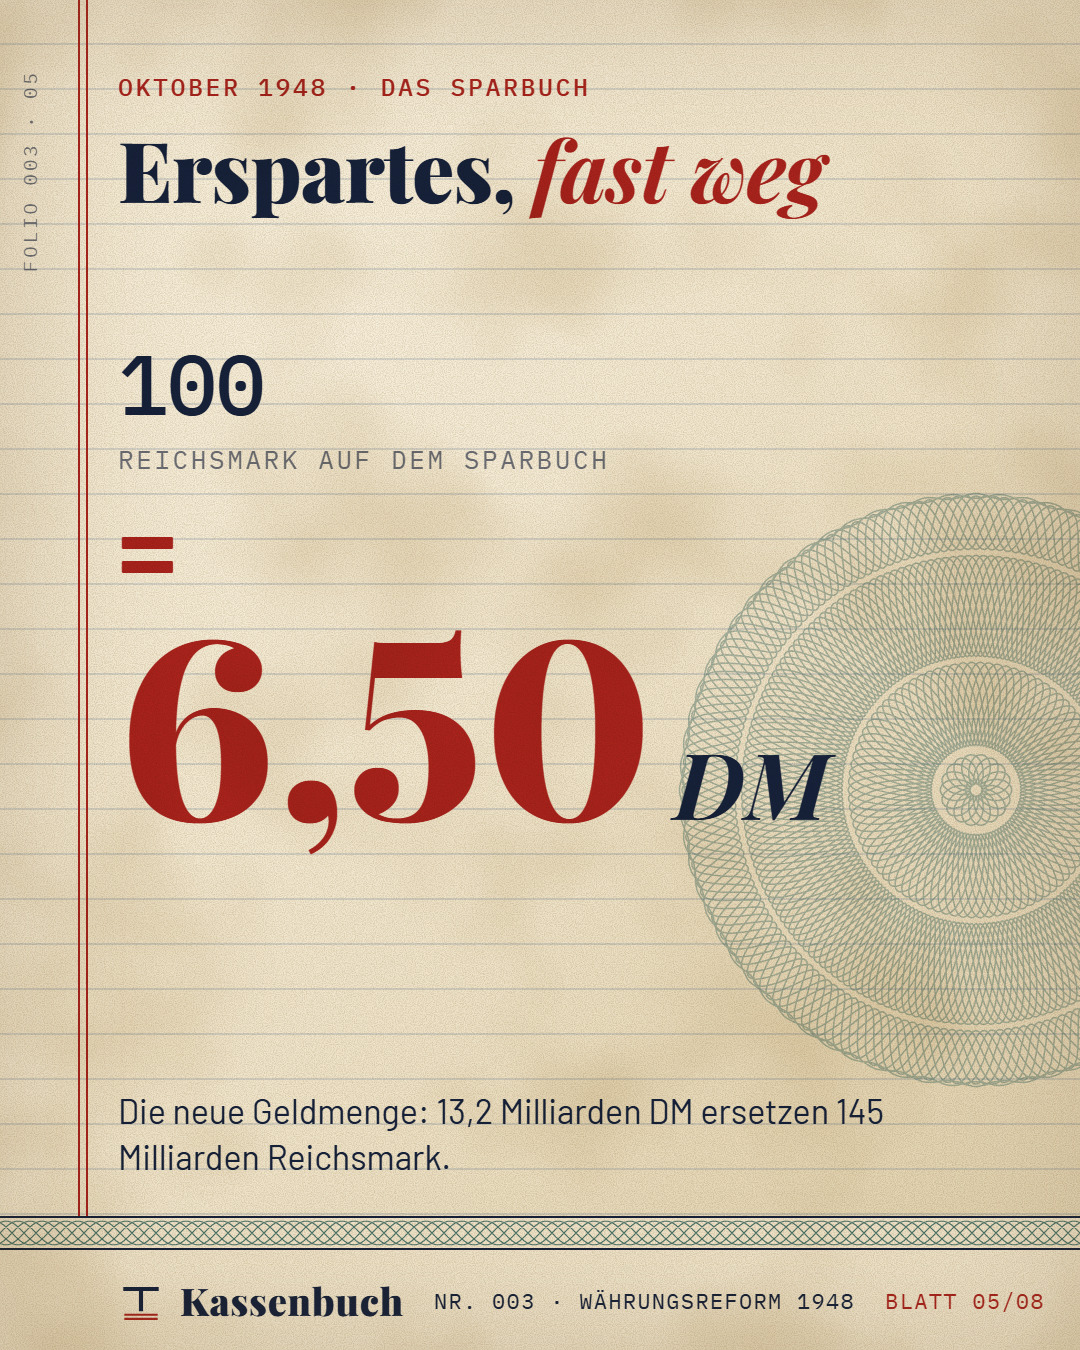 FOLIO 003 · 05
OKTOBER 1948 · DAS SPARBUCH
Erspartes, fast weg
100
REICHSMARK AUF DEM SPARBUCH
=
6,50 DM
Die neue Geldmenge: 13,2 Milliarden DM ersetzen 145
Milliarden Reichsmark.
Kassenbuch NR. 003 · WÄHRUNGSREFORM 1948 BLATT 05/08